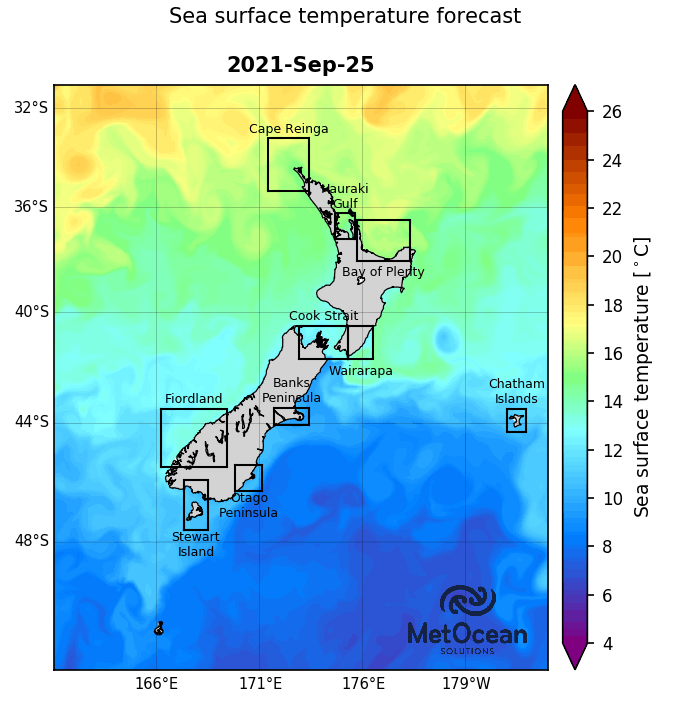 Sea surface temperature forecast
2021-Sep-25
32°S
36°S
40°S
44°S
48°S
166°E
171°E
176°E
179°W
Cape Reinga
Hauraki
Gulf
Bay of Plenty
Cook Strait
Wairarapa
Banks
Peninsula
Fiordland
Chatham
Islands
Otago
Peninsula
Stewart
Island
MetOcean
SOLUTIONS
26
24
22
20
18
16
14
12
10
8
6
4
Sea surface temperature [°C]